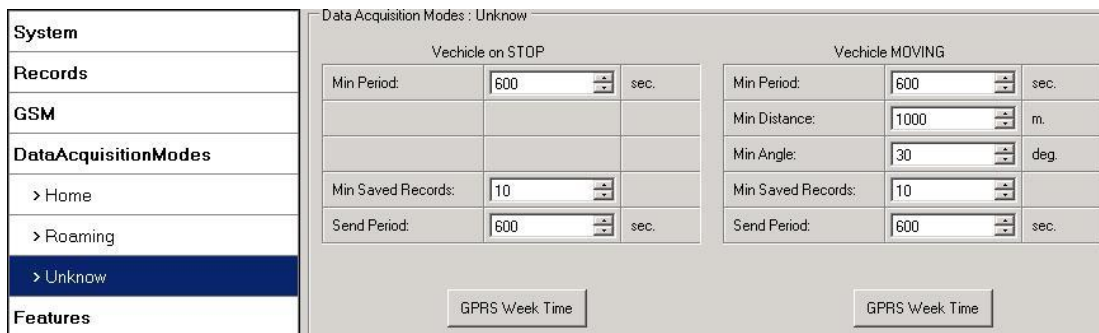 System
Records
GSM
DataAcquisitionModes
> Home
> Roaming
> Unknow
Features
Data Acquisition Modes : Unknow
Vechicle on STOP
Min Period: 600 sec.
Min Saved Records: 10
Send Period: 600 sec.
GPRS Week Time
Vechicle MOVING
Min Period: 600 sec.
Min Distance: 1000 m.
Min Angle: 30 deg.
Min Saved Records: 10
Send Period: 600 sec.
GPRS Week Time